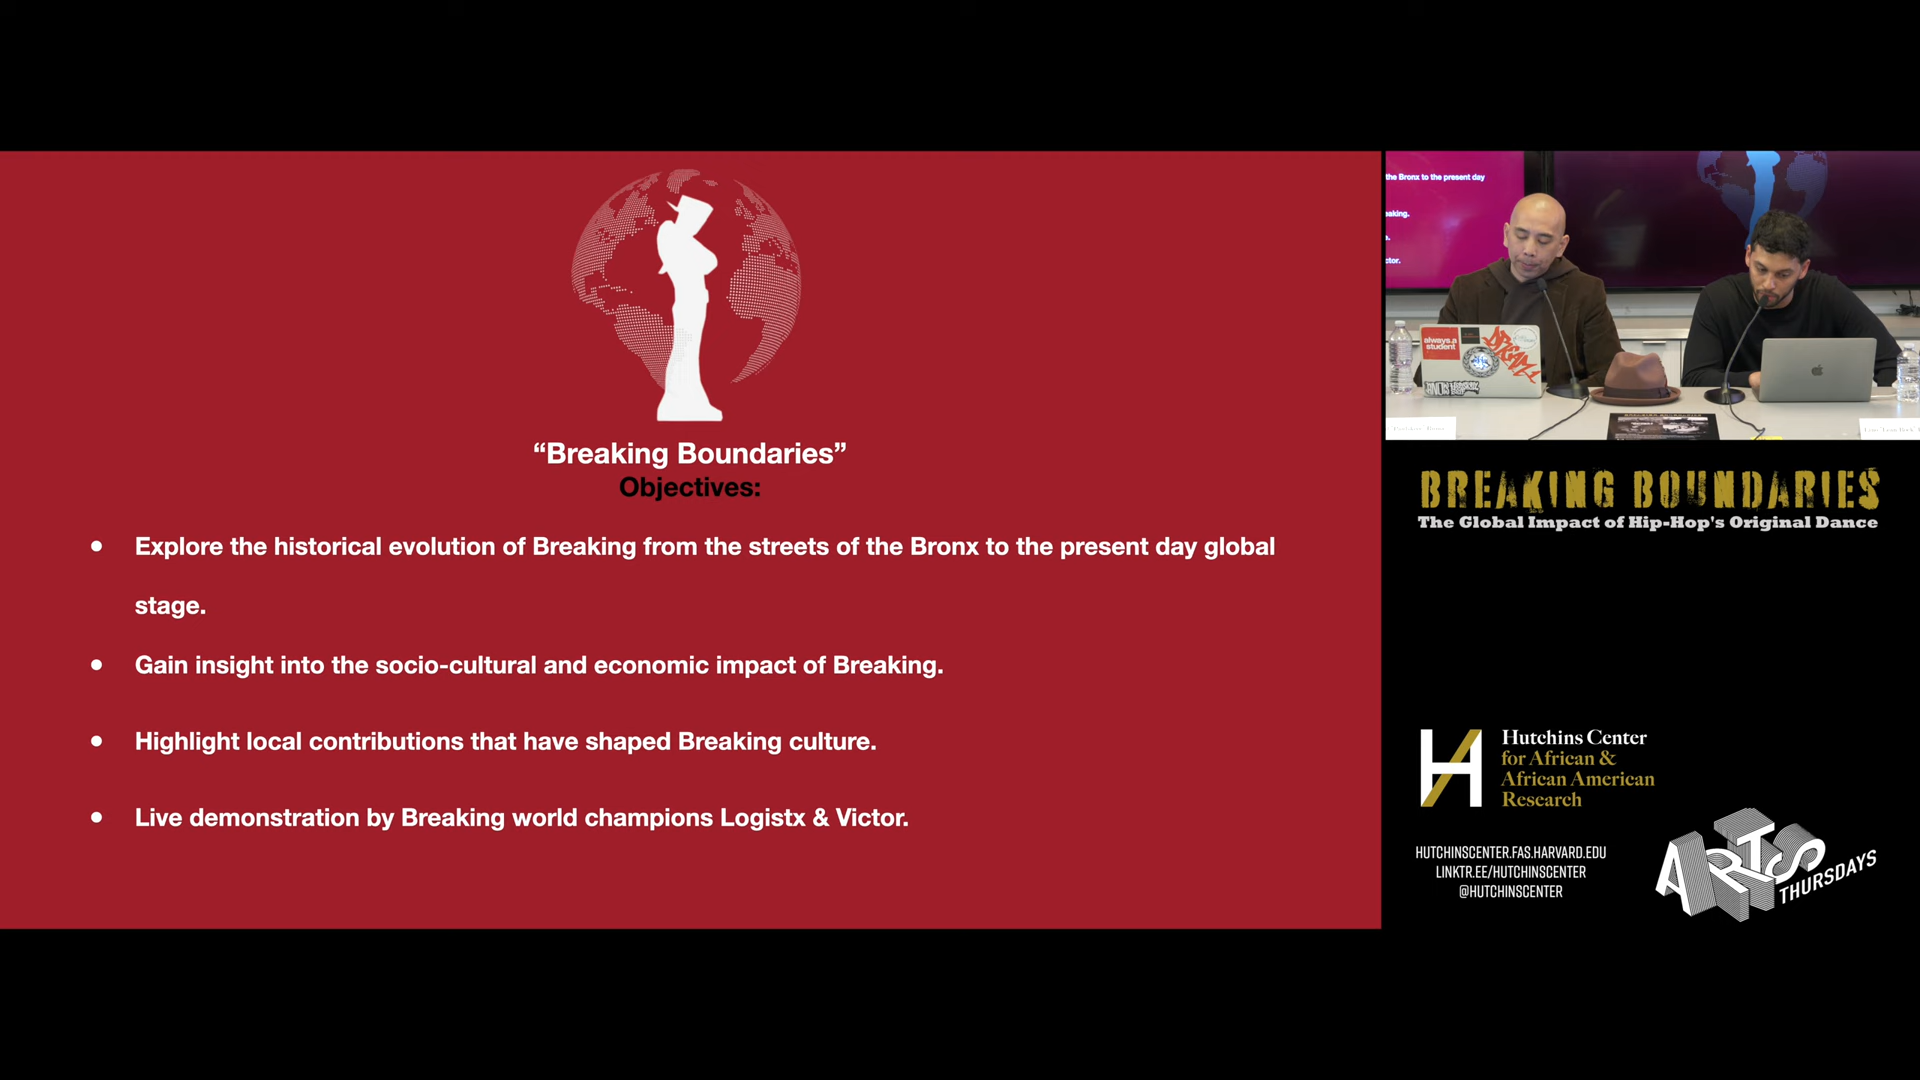 “Breaking Boundaries”
Objectives:
● Explore the historical evolution of Breaking from the streets of the Bronx to the present day global
stage.
● Gain insight into the socio-cultural and economic impact of Breaking.
● Highlight local contributions that have shaped Breaking culture.
● Live demonstration by Breaking world champions Logistx & Victor.
the Bronx to the present day
always.a
student
BREAKING BOUNDARIES
The Global Impact of Hip-Hop's Original Dance
Hutchins Center
for African &
African American
Research
HUTCHINSCENTER.FAS.HARVARD.EDU
LINKTR.EE/HUTCHINSCENTER
@HUTCHINSCENTER
ARTS
THURSDAYS